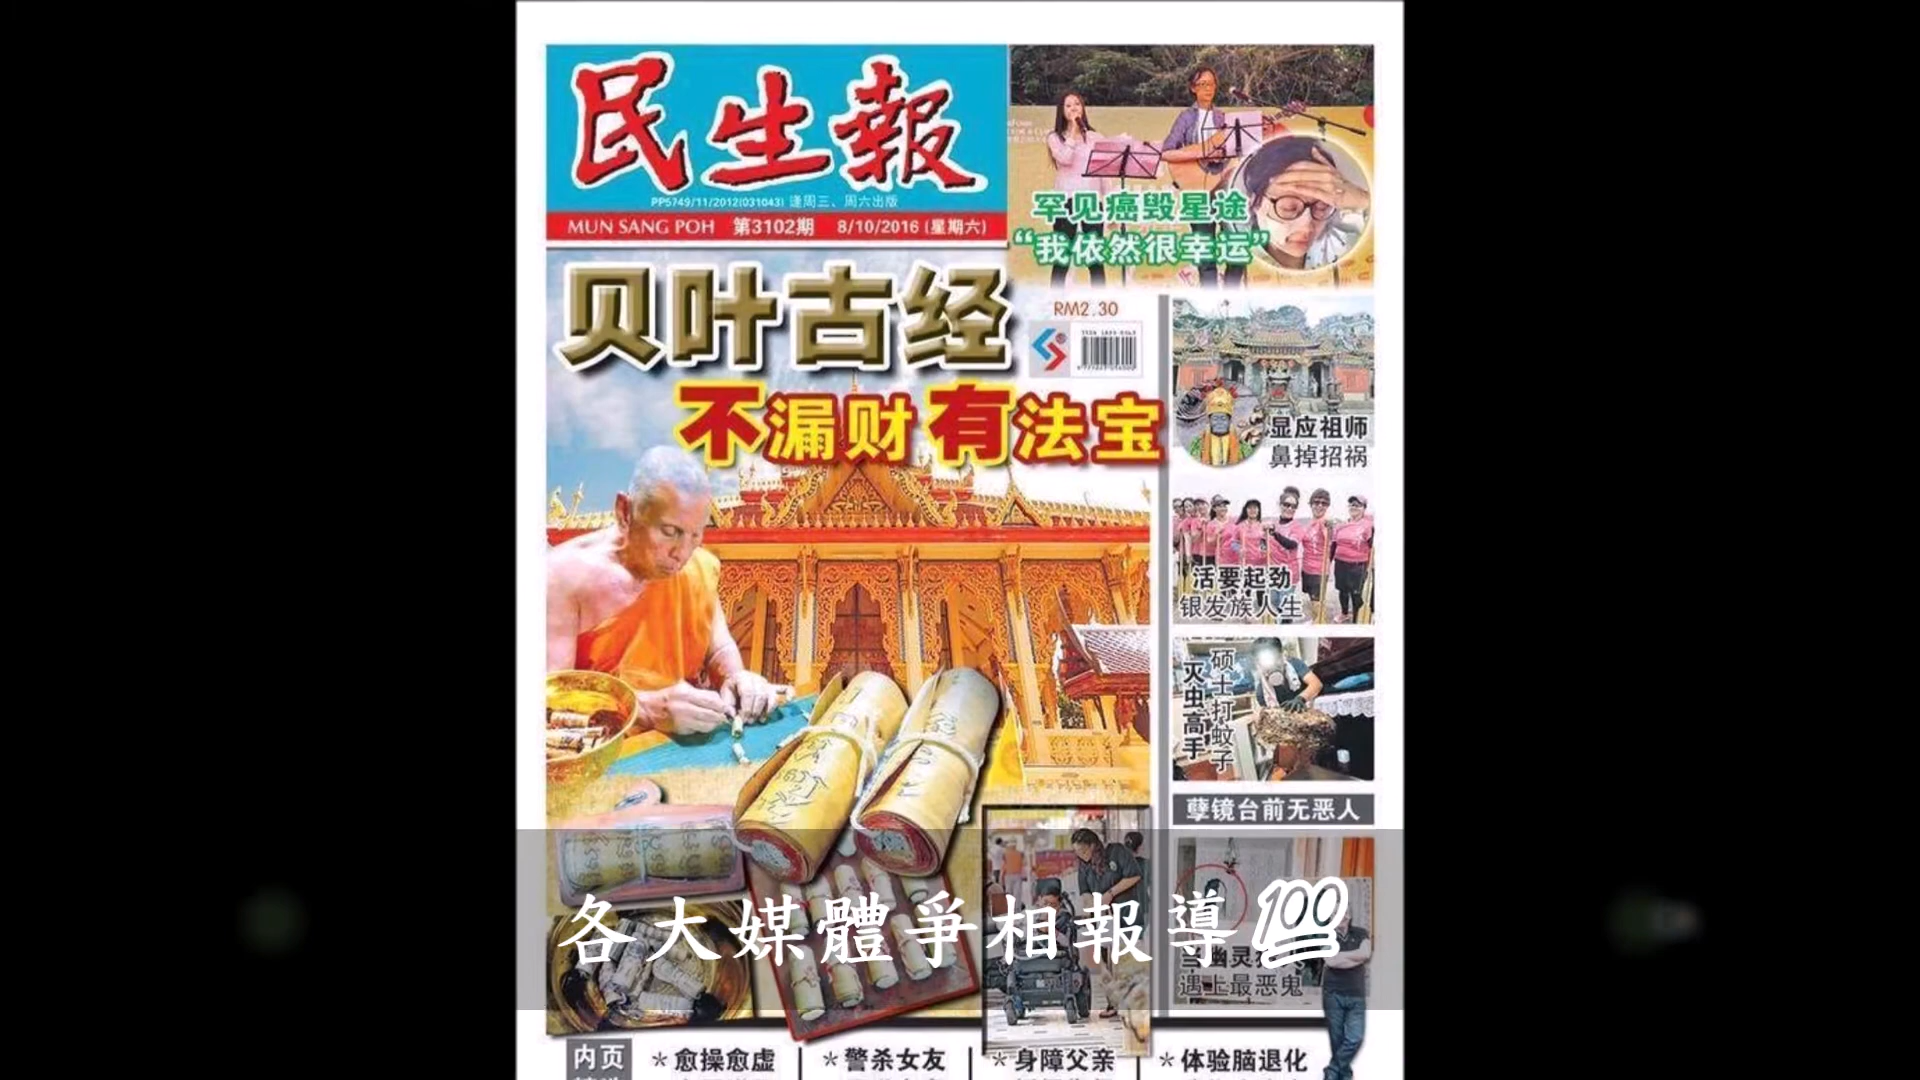 民生報
PP5749/11/2012(031043) 逢周三、周六出版
MUN SANG POH 第3102期 8/10/2016 (星期六)
罕见癌毁星途
“我依然很幸运”
贝叶古经
RM2.30
不漏财有法宝
显应祖师
鼻掉招祸
活要起劲
银发族人生
硕士打蚊子
灭虫高手
孽镜台前无恶人
各大媒體爭相報導💯
遇上最恶鬼
内页
*愈操愈虚
*警杀女友
*身障父亲
*体验脑退化